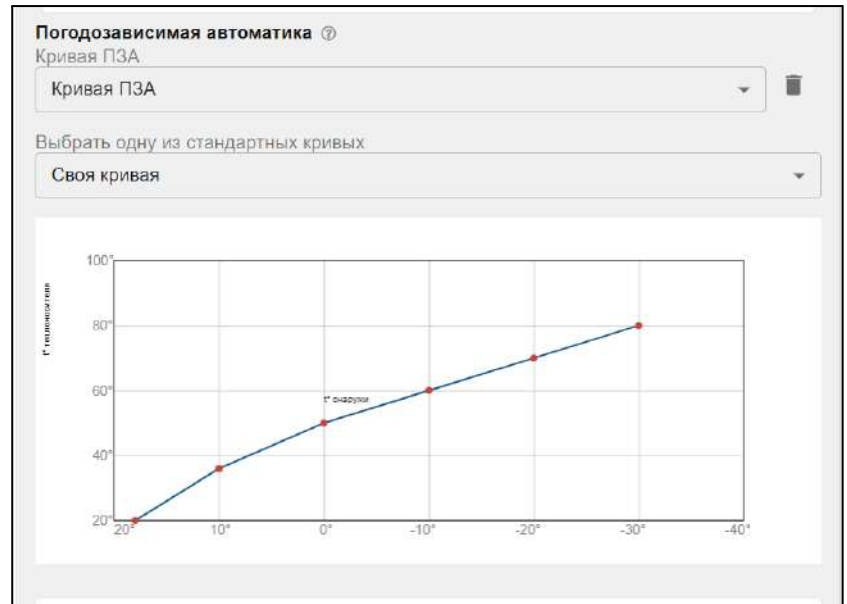 Погодозависимая автоматика ?
Кривая ПЗА
Кривая ПЗА
Выбрать одну из стандартных кривых
Своя кривая
100°
t° теплоносителя
80°
60°
t° снаружи
40°
20°
20° 10° 0° -10° -20° -30° -40°